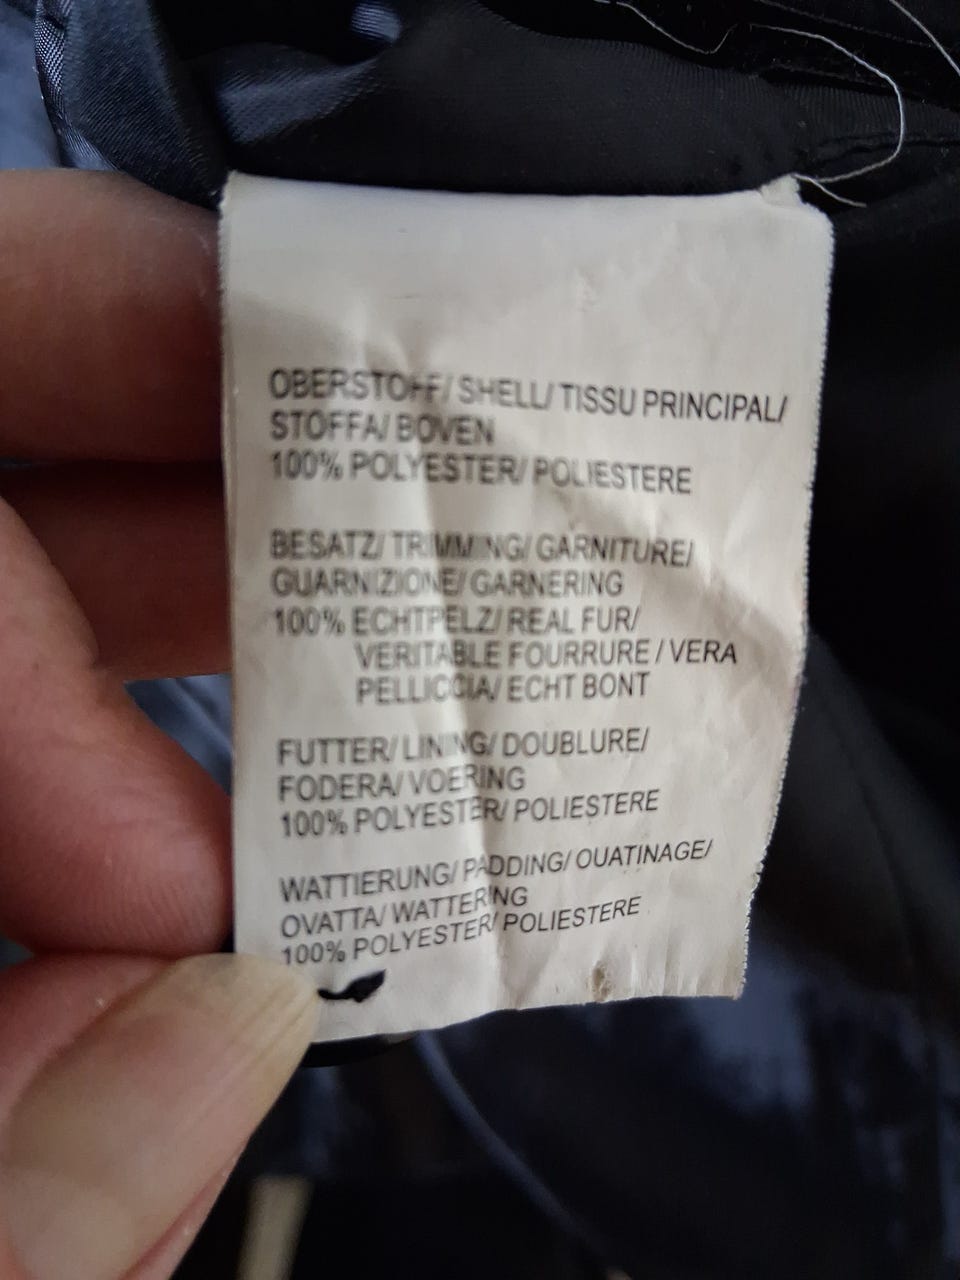 OBERSTOFF/ SHELL/ TISSU PRINCIPAL/
STOFFA/ BOVEN
100% POLYESTER/ POLIESTERE
BESATZ/ TRIMMING/ GARNITURE/
GUARNIZIONE/ GARNERING
100% ECHTPELZ/ REAL FUR/
VERITABLE FOURRURE / VERA
PELLICCIA/ ECHT BONT
FUTTER/ LINING/ DOUBLURE/
FODERA/ VOERING
100% POLYESTER/ POLIESTERE
WATTIERUNG/ PADDING/ OUATINAGE/
OVATTA/ WATTERING
100% POLYESTER/ POLIESTERE